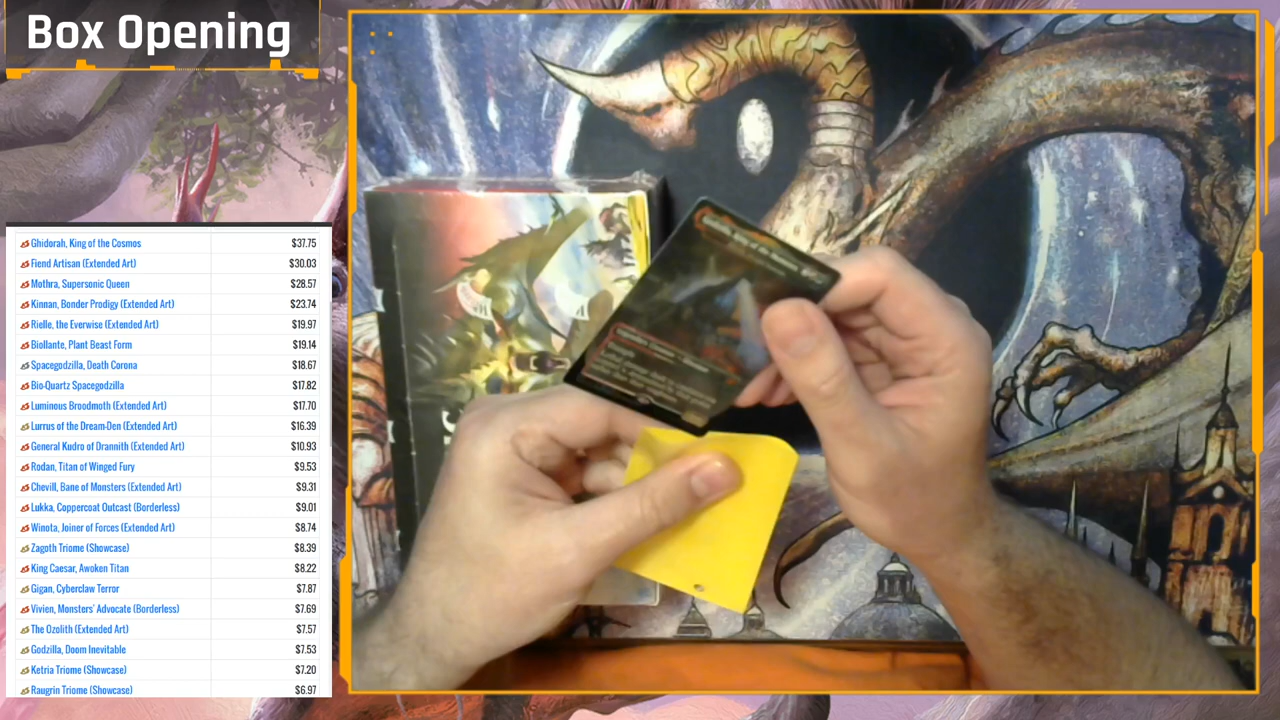 Box Opening
Ghidorah, King of the Cosmos $37.75
Fiend Artisan (Extended Art) $30.03
Mothra, Supersonic Queen $28.57
Kinnan, Bonder Prodigy (Extended Art) $23.74
Rielle, the Everwise (Extended Art) $19.97
Biollante, Plant Beast Form $19.14
Spacegodzilla, Death Corona $18.67
Bio-Quartz Spacegodzilla $17.82
Luminous Broodmoth (Extended Art) $17.70
Lurrus of the Dream-Den (Extended Art) $16.39
General Kudro of Drannith (Extended Art) $10.93
Rodan, Titan of Winged Fury $9.53
Chevill, Bane of Monsters (Extended Art) $9.31
Lukka, Coppercoat Outcast (Borderless) $9.01
Winota, Joiner of Forces (Extended Art) $8.74
Zagoth Triome (Showcase) $8.39
King Caesar, Awoken Titan $8.22
Gigan, Cyberclaw Terror $7.87
Vivien, Monsters' Advocate (Borderless) $7.69
The Ozolith (Extended Art) $7.57
Godzilla, Doom Inevitable $7.53
Ketria Triome (Showcase) $7.20
Raugrin Triome (Showcase) $6.97